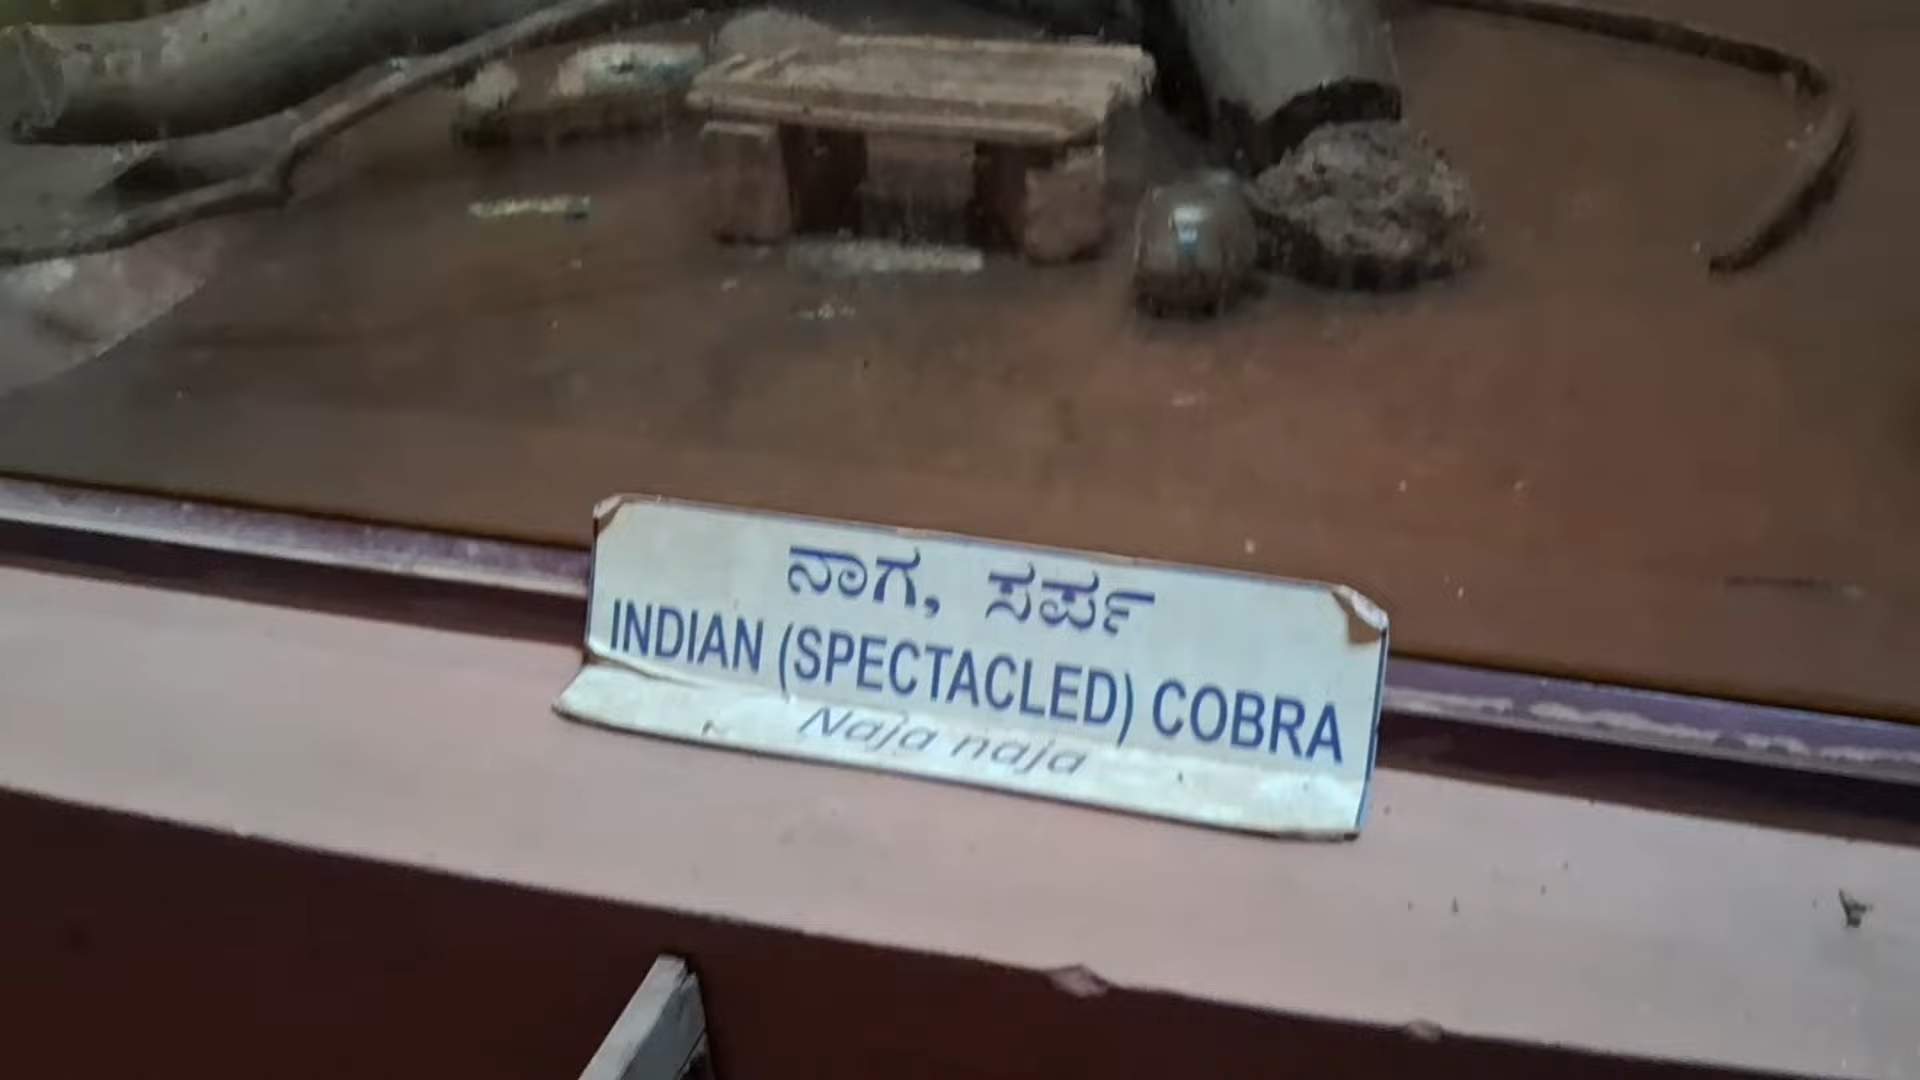 ನಾಗ, ಸರ್ಪ
INDIAN (SPECTACLED) COBRA
Naja naja